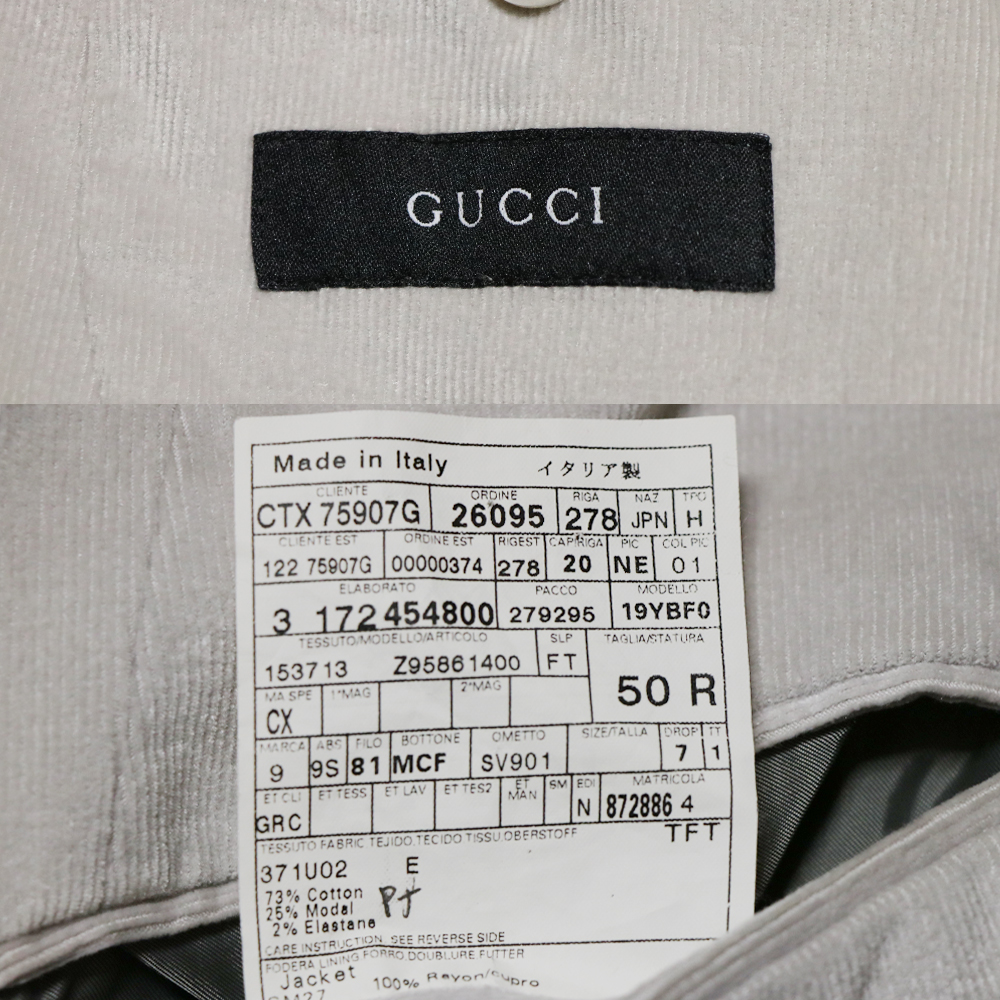 GUCCI
Made in Italy イタリア製
CLIENTE ORDINE RIGA NAZ TPO
CTX 75907G 26095 278 JPN H
CLIENTE EST ORDINE EST RIGEST CAPIRIGA PIC COL PIC
122 75907G 00000374 278 20 NE 01
ELABORATO PACCO MODELLO
3 172 454800 279295 19YBF0
TESSUTO/MODELLO/ARTICOLO SLP TAGLIA/STATURA
153713 Z95861400 FT 50 R
MA SPE 1°MAG 2°MAG
CX
MARCA ABS FILO BOTTONE OMETTO SIZE/TALLA DROP TT
9 9S 81 MCF SV901 7 1
ET CLI ET TESS ET LAV ET TES2 ET MAN SM EDI MATRICOLA
GRC N 872886 4
TESSUTO FABRIC TEJIDO.TECIDO TISSU.OBERSTOFF TFT
371U02 E
73% Cotton
25% Modal PJ
2% Elastane
CARE INSTRUCTION SEE REVERSE SIDE
FODERA LINING FORRO DOUBLURE FUTTER
Jacket 100% Rayon/cupro